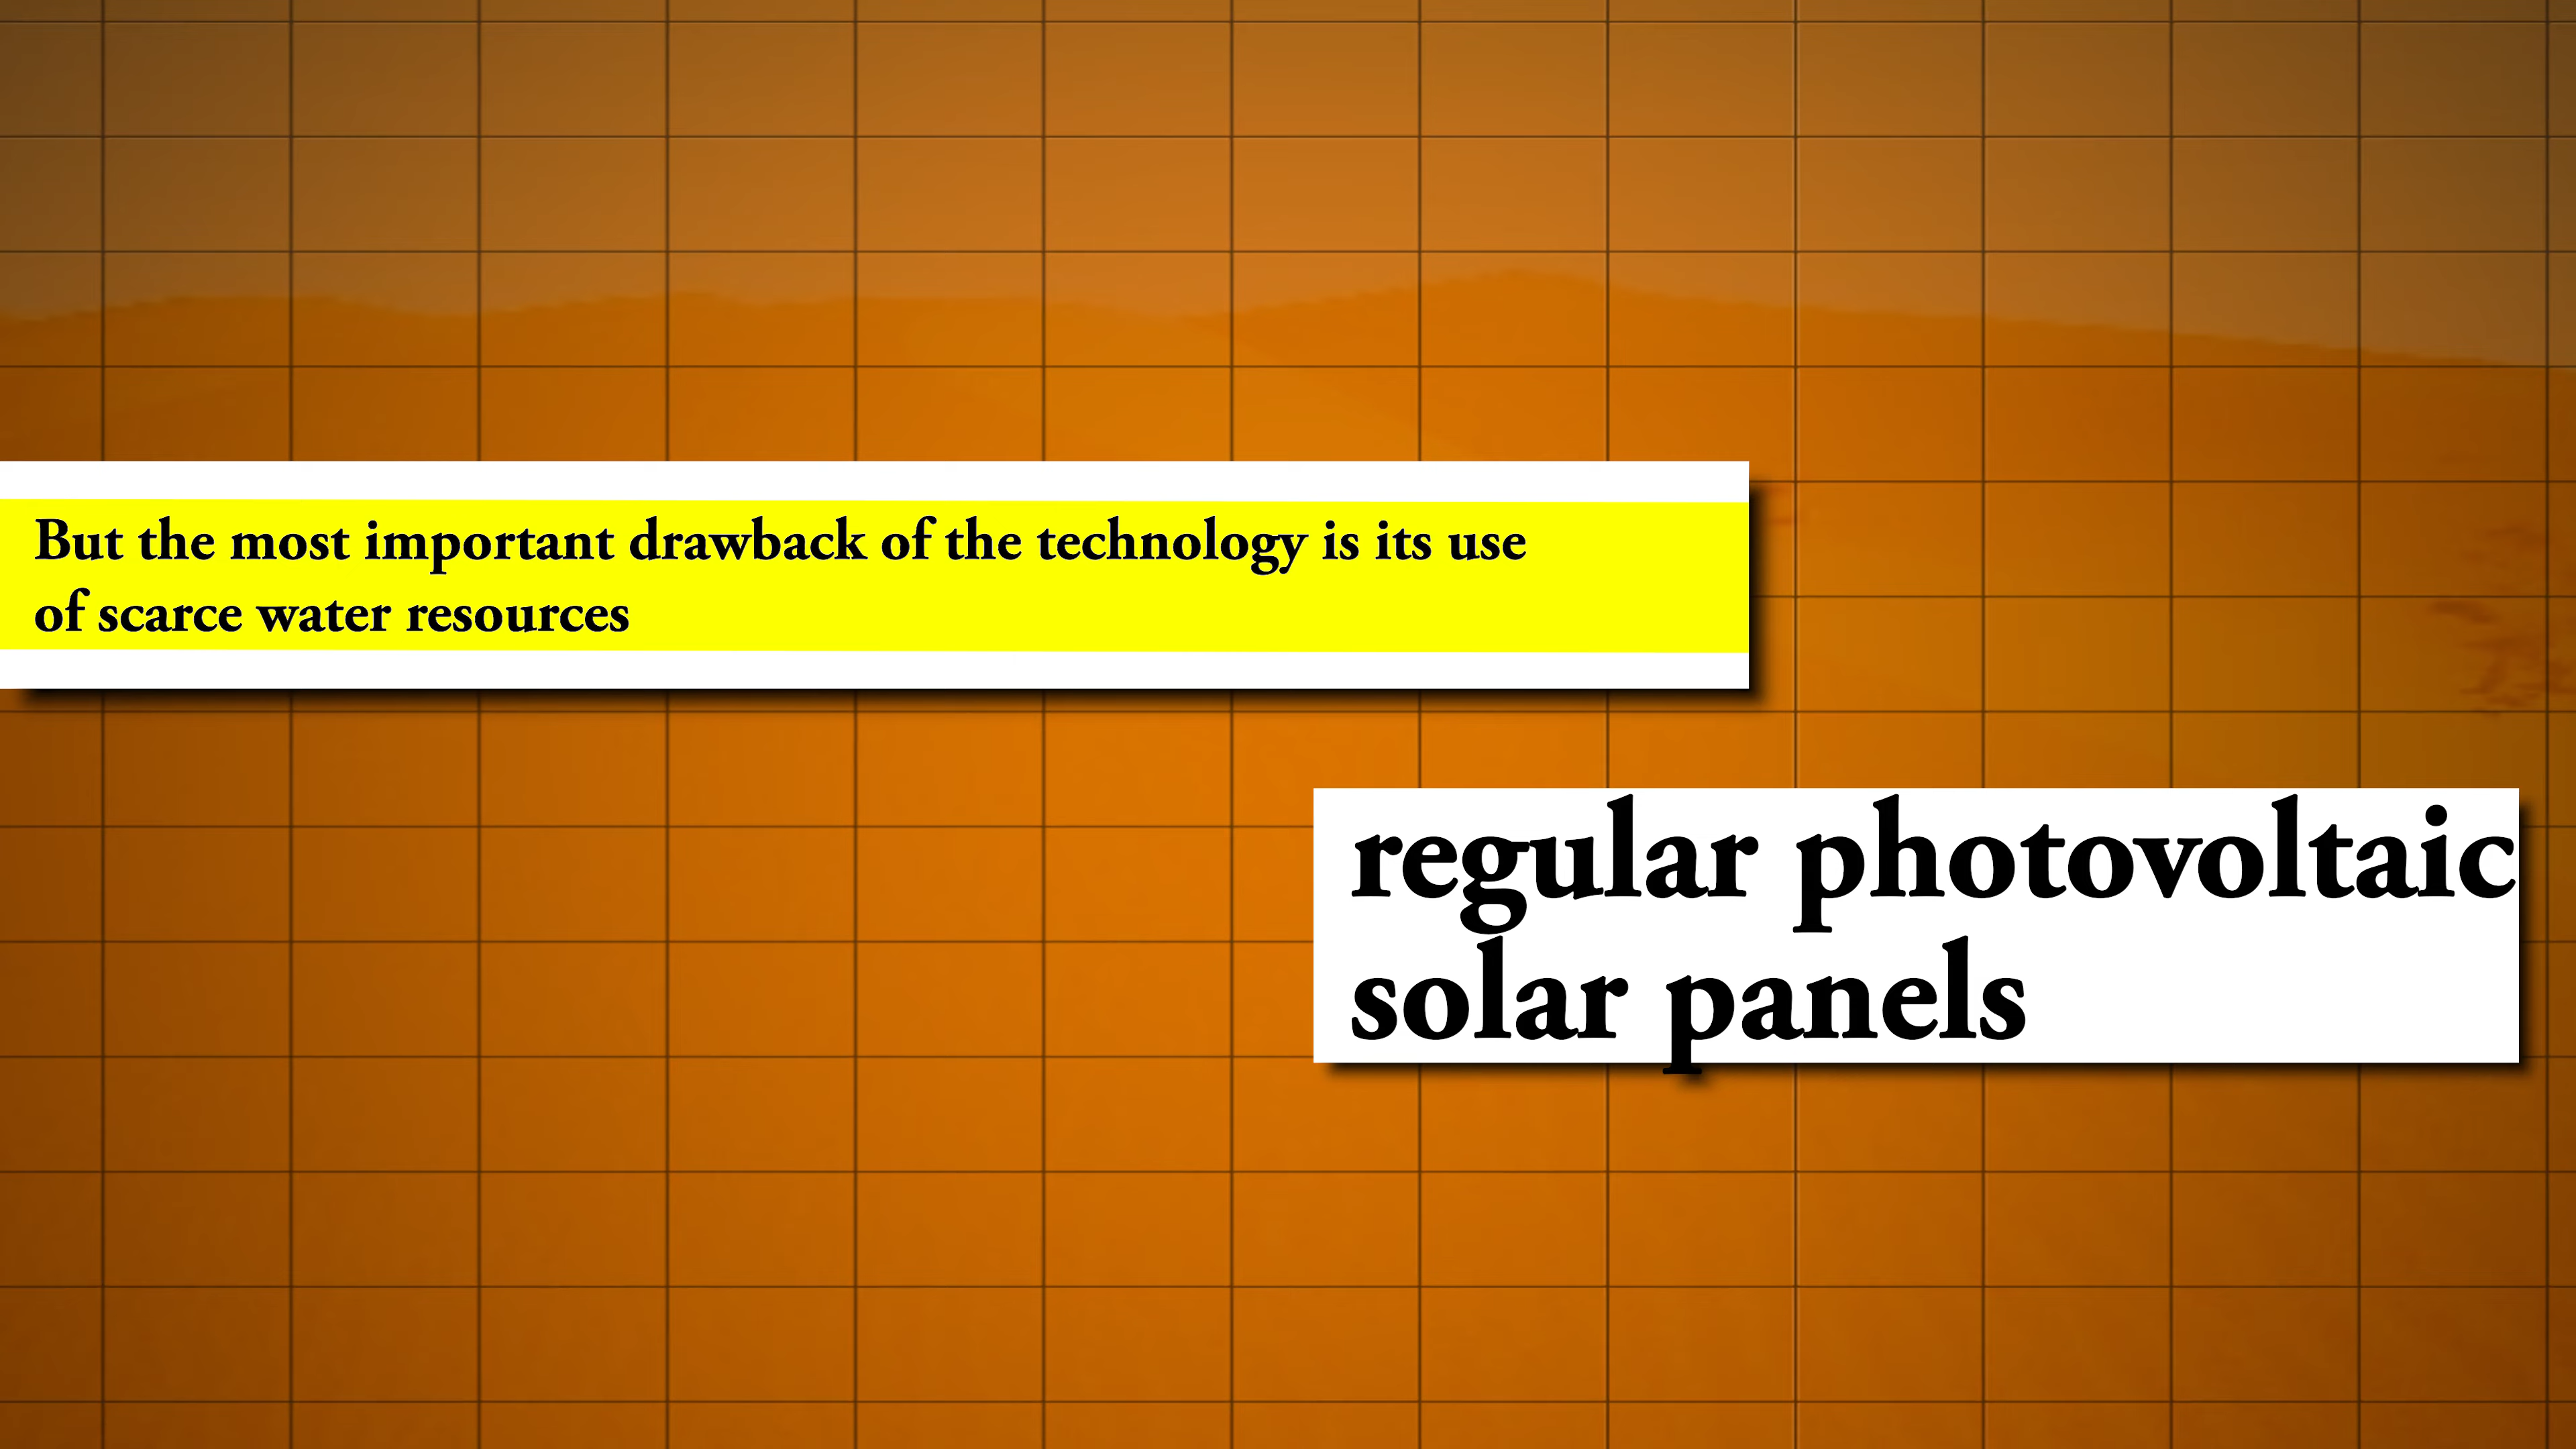 But the most important drawback of the technology is its use
of scarce water resources
regular photovoltaic
solar panels